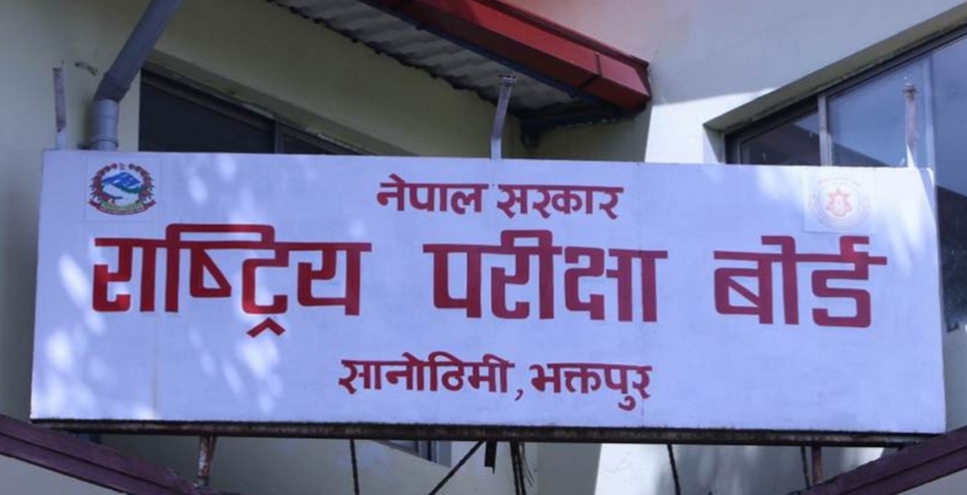 नेपाल सरकार
राष्ट्रिय परीक्षा बोर्ड
सानोठिमी, भक्तपुर